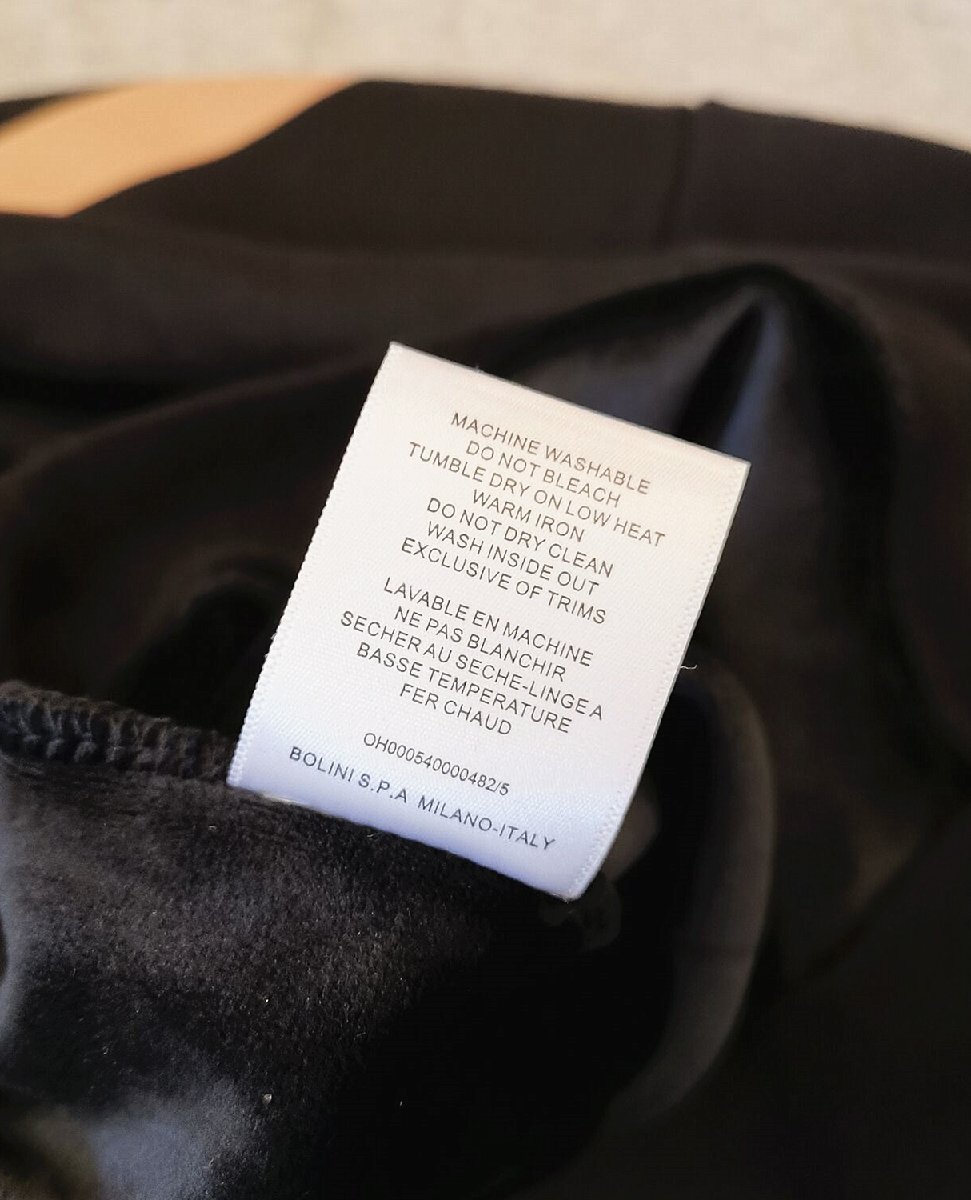 MACHINE WASHABLE
DO NOT BLEACH
TUMBLE DRY ON LOW HEAT
WARM IRON
DO NOT DRY CLEAN
WASH INSIDE OUT
EXCLUSIVE OF TRIMS
LAVABLE EN MACHINE
NE PAS BLANCHIR
SECHER AU SECHE-LINGE A
BASSE TEMPERATURE
FER CHAUD
OH000540000482/5
BOLINI S.P.A MILANO-ITALY